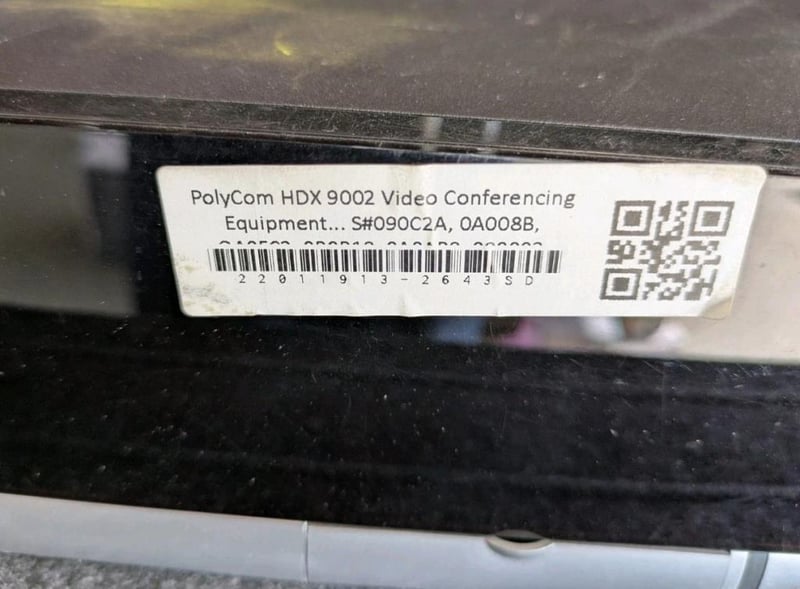 PolyCom HDX 9002 Video Conferencing
Equipment... S#090C2A, 0A008B,
22011913-2643SD